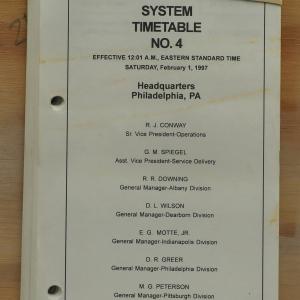 SYSTEM
TIMETABLE
NO. 4
EFFECTIVE 12:01 A.M., EASTERN STANDARD TIME
SATURDAY, February 1, 1997
Headquarters
Philadelphia, PA
R. J. CONWAY
Sr. Vice President-Operations
G. M. SPIEGEL
Asst. Vice President-Service Delivery
R. R. DOWNING
General Manager-Albany Division
D. L. WILSON
General Manager-Dearborn Division
E. G. MOTTE, JR.
General Manager-Indianapolis Division
D. R. GREER
General Manager-Philadelphia Division
M. G. PETERSON
General Manager-Pittsburgh Division